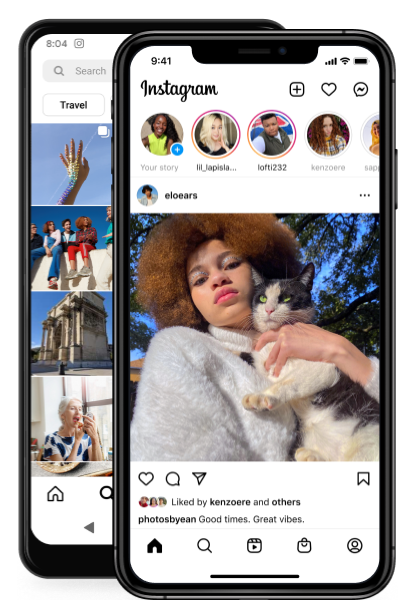 8:04
Search
Travel
9:41
Instagram
Your story
lil_lapisla...
lofti232
kenzoere
sapp
eloears
Liked by kenzoere and others
photosbyean Good times. Great vibes.